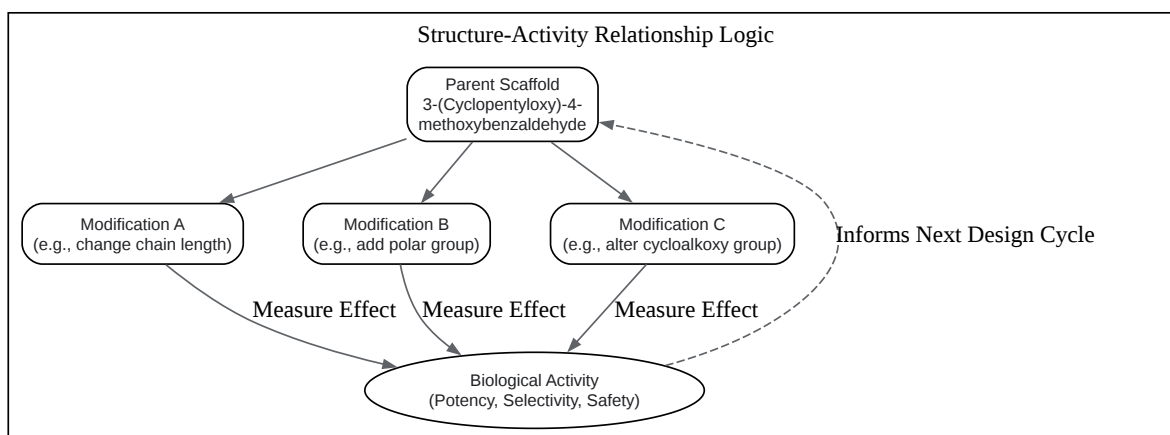 Structure-Activity Relationship Logic
Parent Scaffold
3-(Cyclopentyloxy)-4-
methoxybenzaldehyde
Modification A
(e.g., change chain length)
Modification B
(e.g., add polar group)
Modification C
(e.g., alter cycloalkoxy group)
Informs Next Design Cycle
Measure Effect
Measure Effect
Measure Effect
Biological Activity
(Potency, Selectivity, Safety)